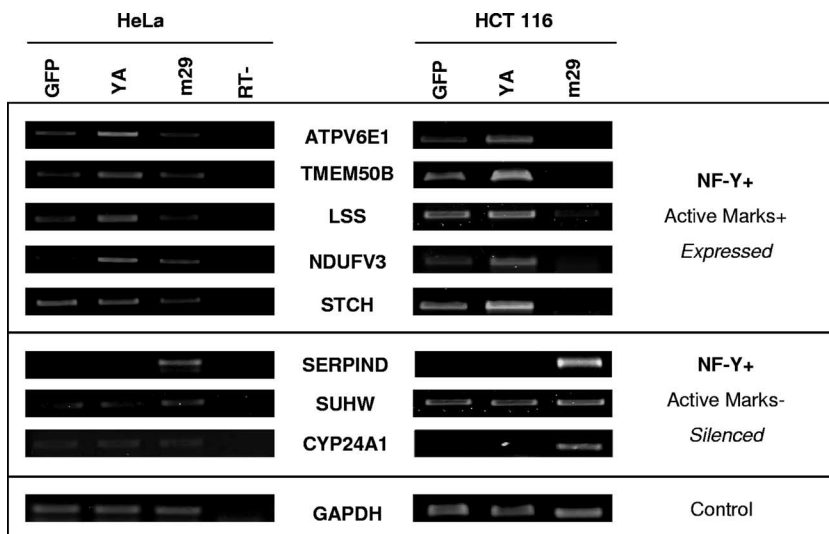 HeLa HCT 116
GFP YA m29 RT- GFP YA m29
ATPV6E1
TMEM50B NF-Y+
LSS Active Marks+
NDUFV3 Expressed
STCH
SERPIND NF-Y+
SUHW Active Marks-
CYP24A1 Silenced
GAPDH Control